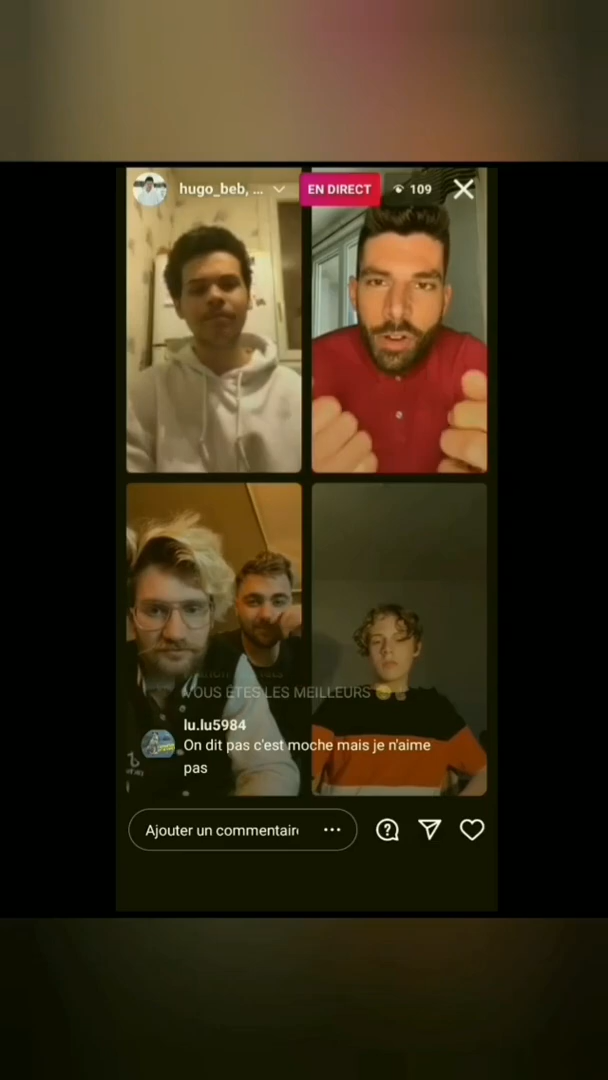 hugo_beb, ...
EN DIRECT
109
VOUS ÊTES LES MEILLEURS
lu.lu5984
On dit pas c'est moche mais je n'aime
pas
Ajouter un commentair